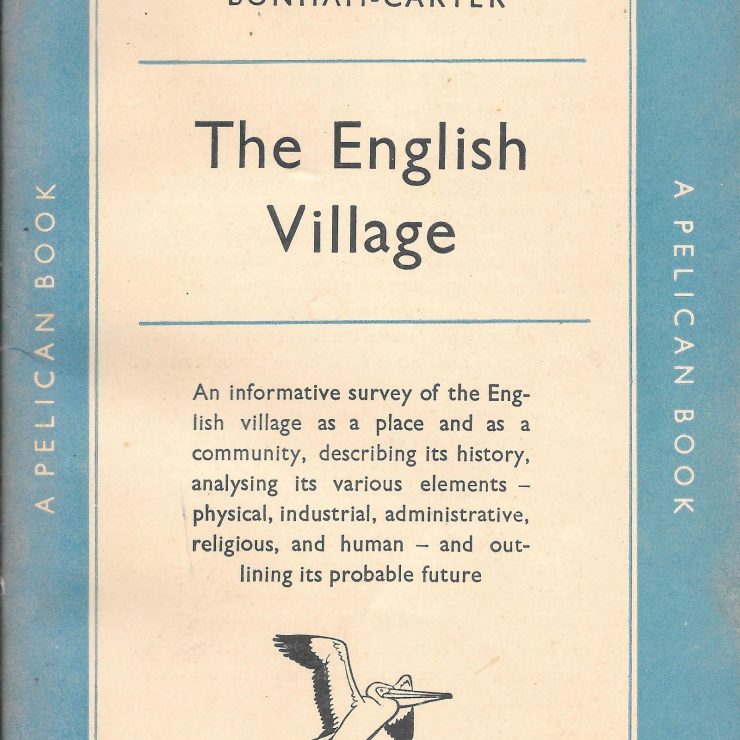 BONHAM-CARTER
The English
Village
An informative survey of the Eng-
lish village as a place and as a
community, describing its history,
analysing its various elements –
physical, industrial, administrative,
religious, and human – and out-
lining its probable future
A PELICAN BOOK
A PELICAN BOOK